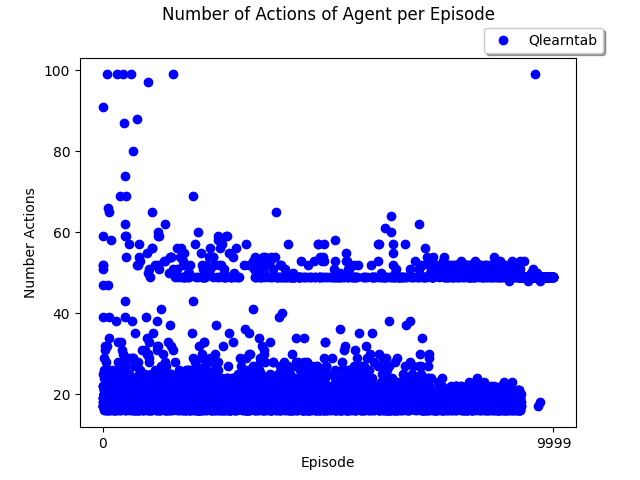 Number of Actions of Agent per Episode
Qlearntab
100
80
60
40
20
Number Actions
0
9999
Episode